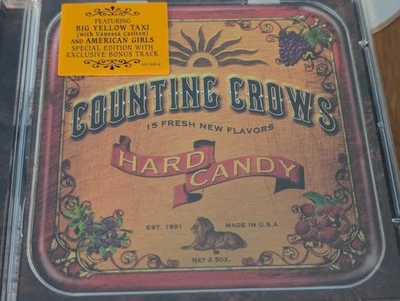 FEATURING
BIG YELLOW TAXI
(with Vanessa Carlton)
AND AMERICAN GIRLS
SPECIAL EDITION WITH
EXCLUSIVE BONUS TRACK
COUNTING CROWS
15 FRESH NEW FLAVORS
HARD CANDY
EST. 1991 MADE IN U.S.A
NET 2.5OZ.